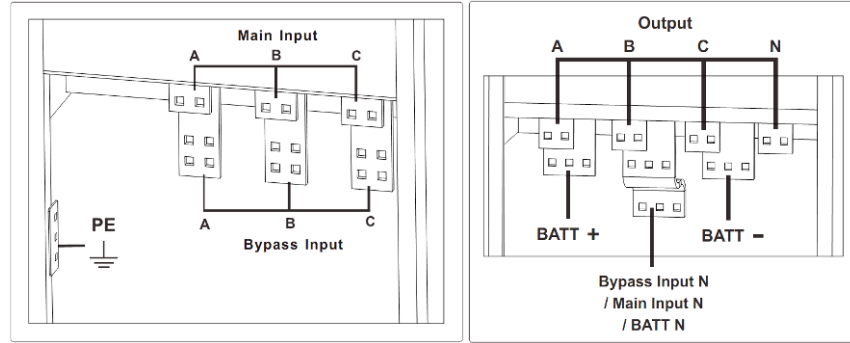 Main Input
A B C
A B C
Bypass Input
PE
Output
A B C N
BATT +
BATT −
Bypass Input N
/ Main Input N
/ BATT N